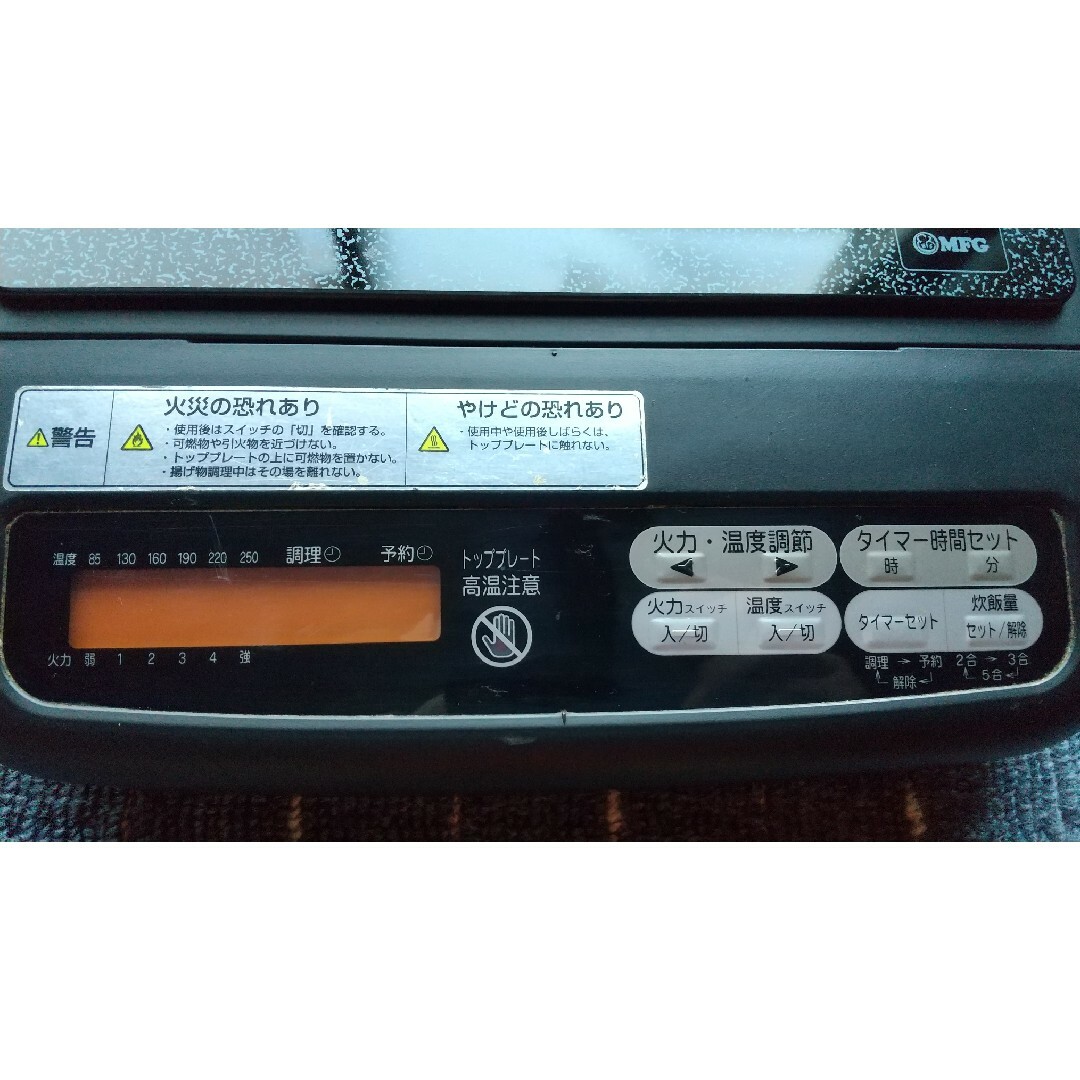 MFG
警告
火災の恐れあり
・使用後はスイッチの「切」を確認する。
・可燃物や引火物を近づけない。
・トッププレートの上に可燃物を置かない。
・揚げ物調理中はその場を離れない。
やけどの恐れあり
・使用中や使用後しばらくは、
トッププレートに触れない。
温度 85 130 160 190 220 250 調理 予約
火力 弱 1 2 3 4 強
トッププレート
高温注意
火力・温度調節
火力スイッチ
入/切
温度スイッチ
入/切
タイマー時間セット
時 分
タイマーセット
炊飯量
セット/解除
調理 → 予約
解除
2合 → 3合
5合